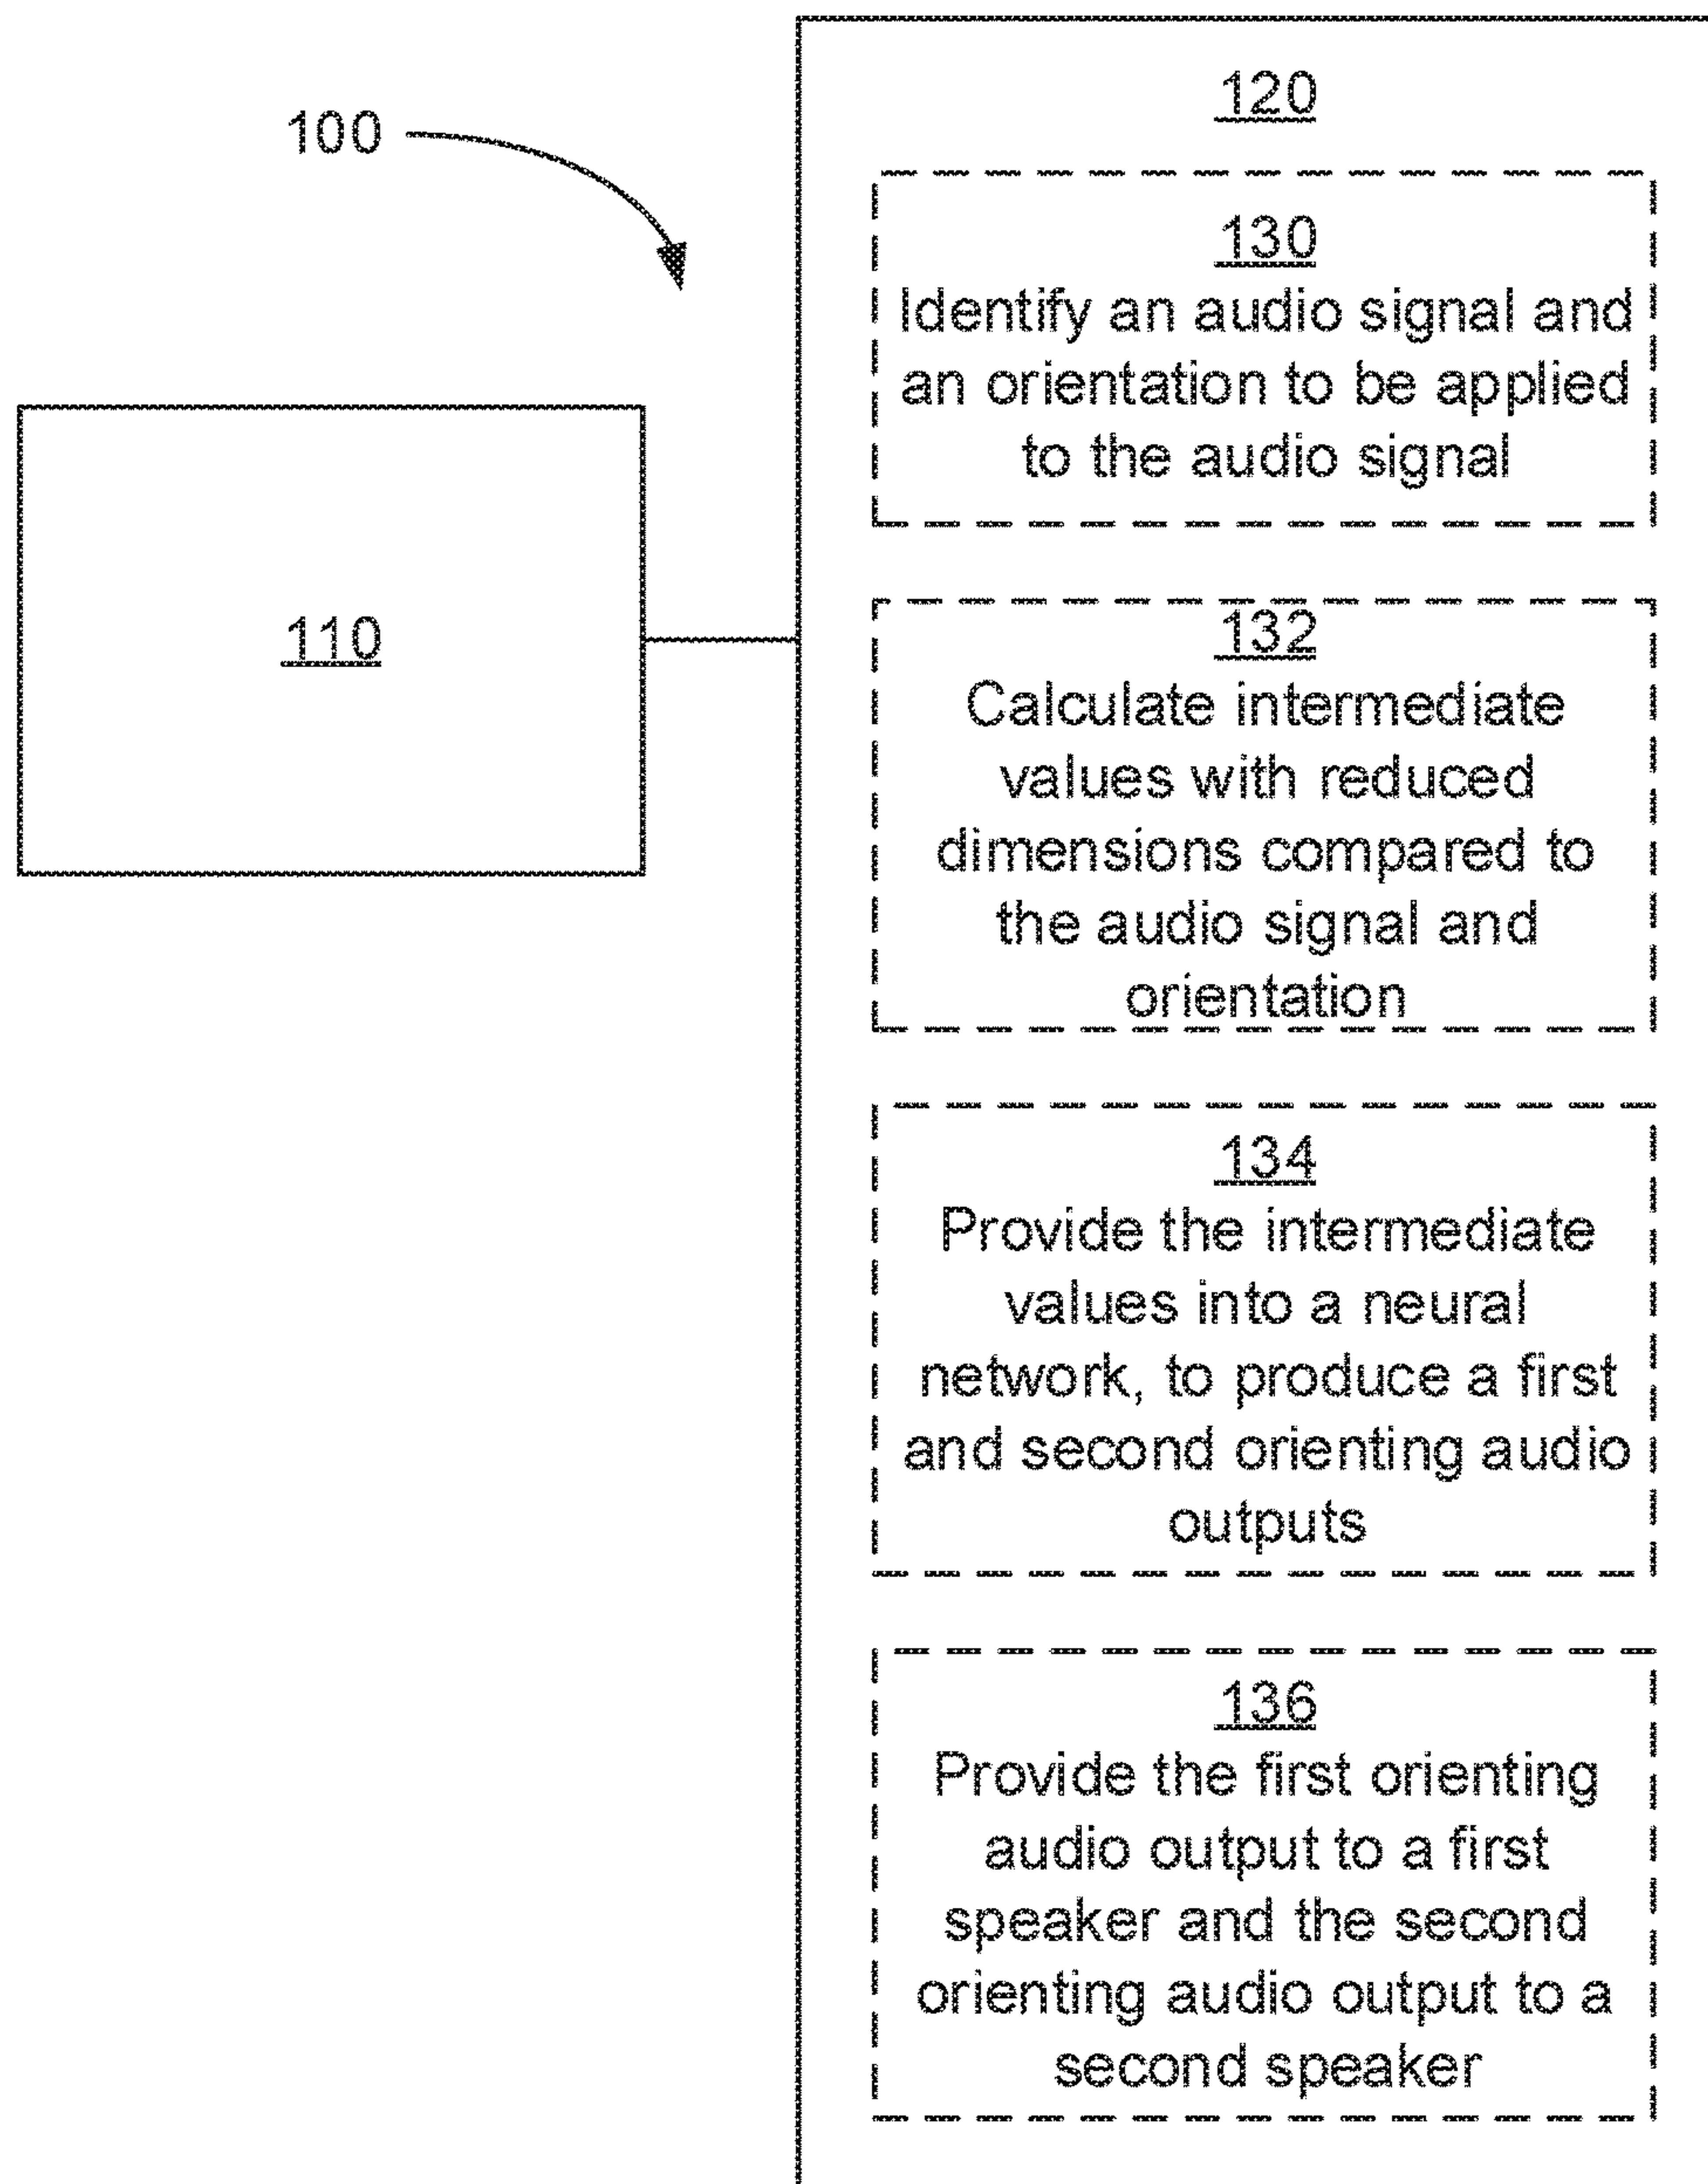 100
110
120
130
Identify an audio signal and
an orientation to be applied
to the audio signal
132
Calculate intermediate
values with reduced
dimensions compared to
the audio signal and
orientation
134
Provide the intermediate
values into a neural
network, to produce a first
and second orienting audio
outputs
136
Provide the first orienting
audio output to a first
speaker and the second
orienting audio output to a
second speaker